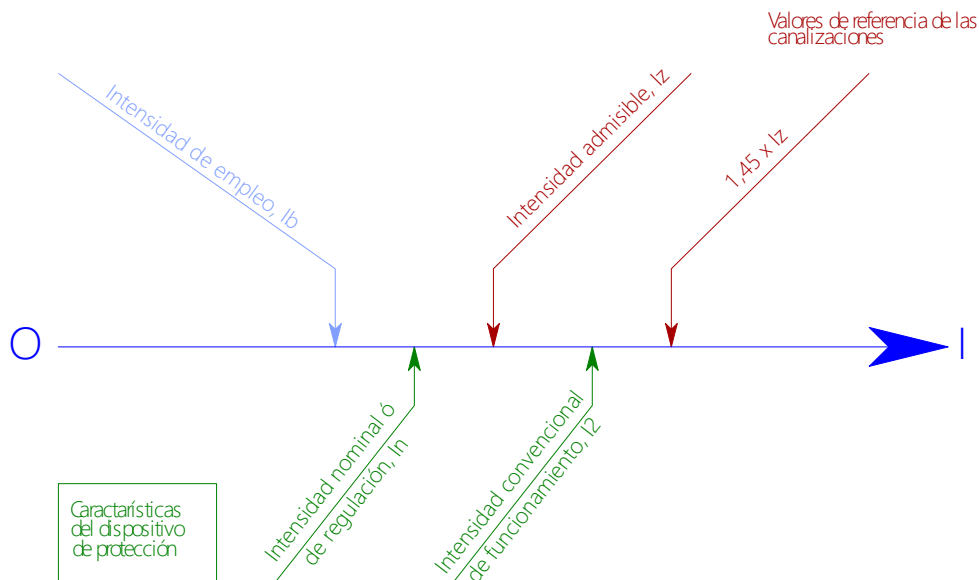 Valores de referencia de las
canalizaciones
Intensidad de empleo, Ib
Intensidad admisible, Iz
1,45 x Iz
O
I
Intensidad nominal ó
de regulación, In
Intensidad convencional
de funcionamiento, I2
Caractarísticas
del dispositivo
de protección